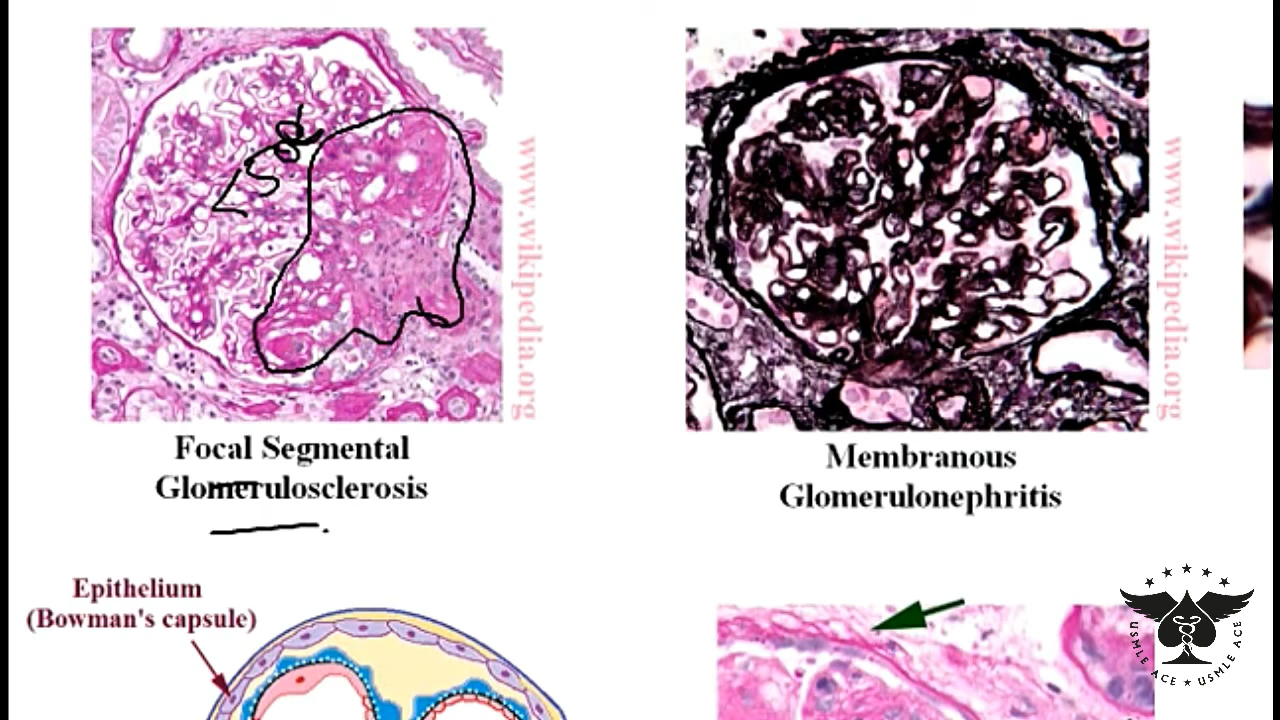 www.wikipedia.org
www.wikipedia.org
Focal Segmental
Glomerulosclerosis
Membranous
Glomerulonephritis
Epithelium
(Bowman's capsule)
USMLE ACE ★ USMLE ACE